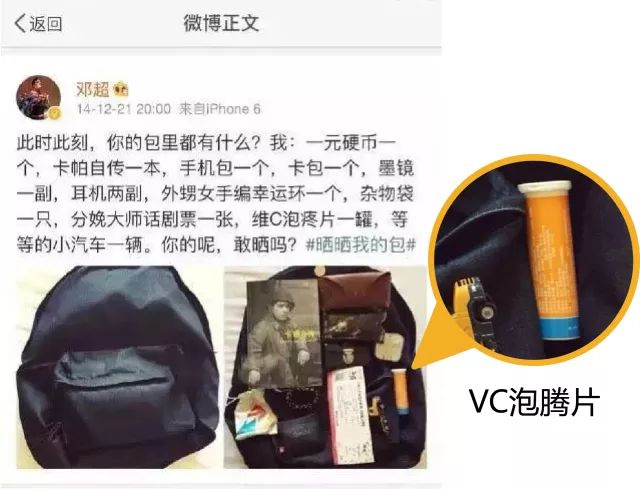 返回
微博正文
邓超
14-12-21 20:00 来自iPhone 6
此时此刻，你的包里都有什么？我：一元硬币一
个，卡帕自传一本，手机包一个，卡包一个，墨镜
一副，耳机两副，外甥女手编幸运环一个，杂物袋
一只，分娩大师话剧票一张，维C泡疼片一罐，等
等的小汽车一辆。你的呢，敢晒吗？#晒晒我的包#
VC泡腾片